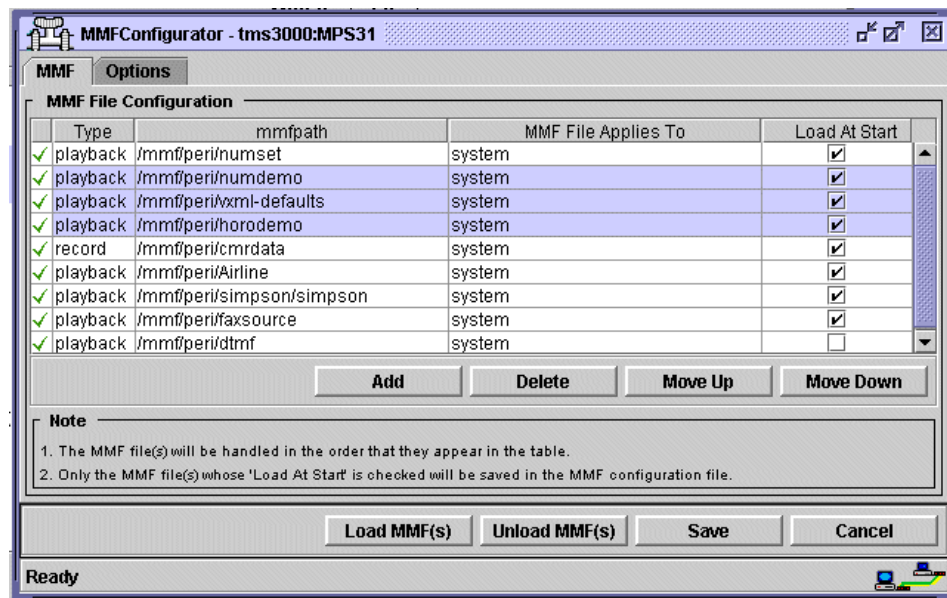 MMFConfigurator - tms3000:MPS31
MMF Options
MMF File Configuration
Type mmfpath MMF File Applies To Load At Start
playback /mmf/peri/numset system
playback /mmf/peri/numdemo system
playback /mmf/peri/vxml-defaults system
playback /mmf/peri/horodemo system
record /mmf/peri/cmrdata system
playback /mmf/peri/Airline system
playback /mmf/peri/simpson/simpson system
playback /mmf/peri/faxsource system
playback /mmf/peri/dtmf system
Add Delete Move Up Move Down
Note
1. The MMF file(s) will be handled in the order that they appear in the table.
2. Only the MMF file(s) whose 'Load At Start' is checked will be saved in the MMF configuration file.
Load MMF(s) Unload MMF(s) Save Cancel
Ready